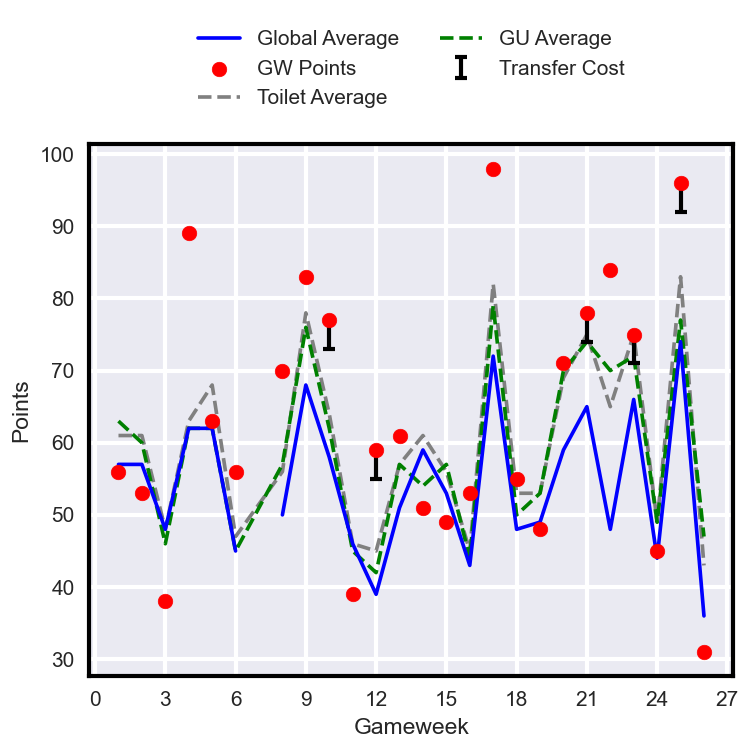 Global Average
GU Average
GW Points
Transfer Cost
Toilet Average
100
90
80
70
60
50
40
30
Points
0 3 6 9 12 15 18 21 24 27
Gameweek